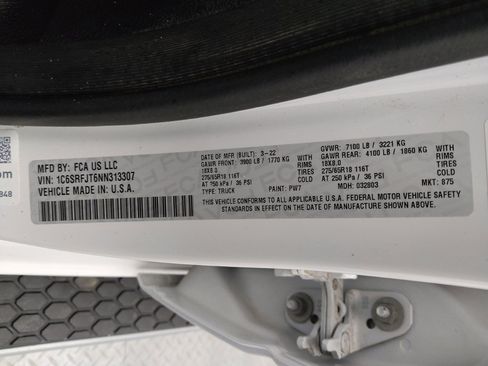 MFD BY: FCA US LLC
VIN: 1C6SRFJT6NN313307
VEHICLE MADE IN: U.S.A.
DATE OF MFD (BUILT): 3-22
GAWR FRONT: 3900 LB / 1770 KG
18X8.0 RIMS
275/65R18 116T TIRES
AT 250 kPa / 36 PSI COLD
TYPE: TRUCK PAINT: PW7
GVWR: 7100 LB / 3221 KG
GAWR REAR: 4100 LB / 1860 KG
18X8.0 RIMS
275/65R18 116T TIRES
AT 250 kPa / 36 PSI COLD
MDH: 032803 MKT: 875
THIS VEHICLE CONFORMS TO ALL APPLICABLE U.S.A. FEDERAL MOTOR VEHICLE SAFETY
STANDARDS IN EFFECT ON THE DATE OF MANUFACTURE SHOWN ABOVE
om
848